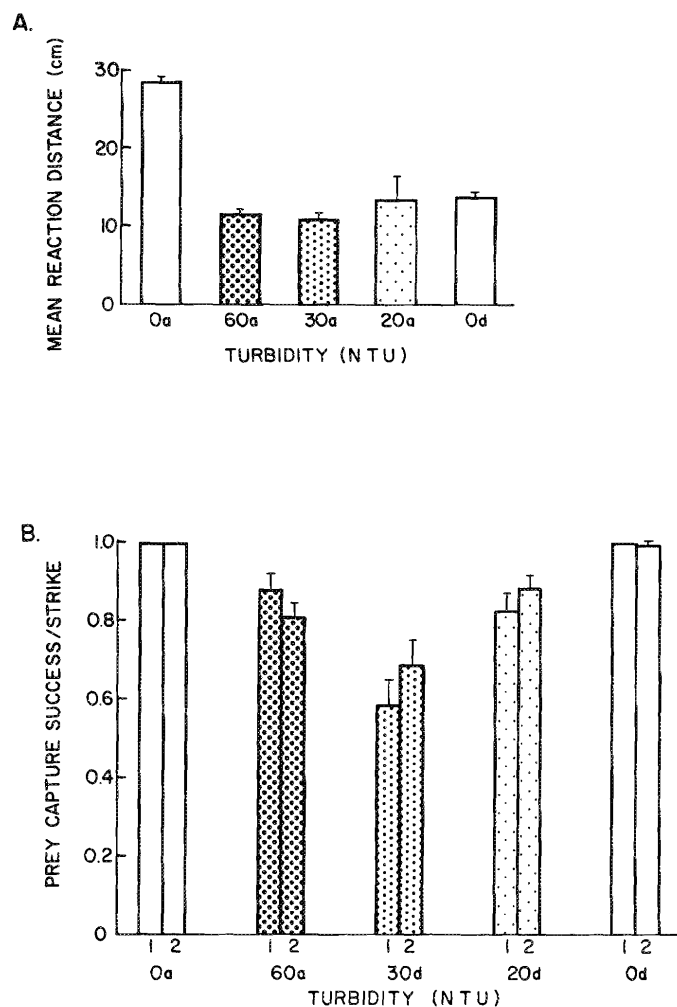 A.
MEAN REACTION DISTANCE (cm)
30
20
10
0
0a 60a 30a 20a 0d
TURBIDITY (NTU)
B.
PREY CAPTURE SUCCESS/STRIKE
1.0
0.8
0.6
0.4
0.2
0
1 2 1 2 1 2 1 2 1 2
0a 60a 30d 20d 0d
TURBIDITY (NTU)